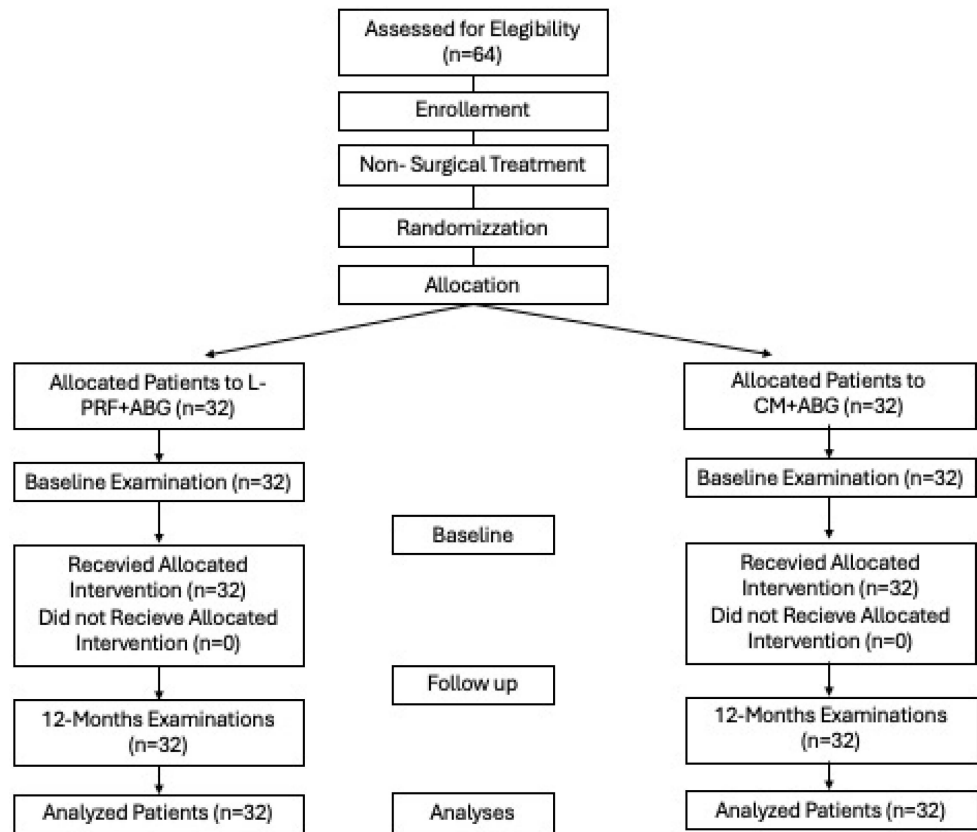 Assessed for Elegibility
(n=64)
Enrollement
Non- Surgical Treatment
Randomizzation
Allocation
Allocated Patients to L-
PRF+ABG (n=32)
Allocated Patients to
CM+ABG (n=32)
Baseline Examination (n=32)
Baseline Examination (n=32)
Baseline
Recevied Allocated
Intervention (n=32)
Did not Recieve Allocated
Intervention (n=0)
Recevied Allocated
Intervention (n=32)
Did not Recieve Allocated
Intervention (n=0)
Follow up
12-Months Examinations
(n=32)
12-Months Examinations
(n=32)
Analyzed Patients (n=32)
Analyses
Analyzed Patients (n=32)